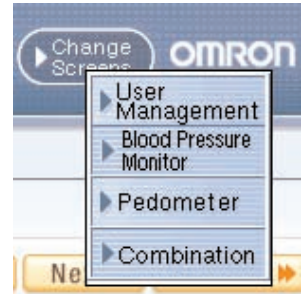 Change
Screens
OMRON
User
Management
Blood Pressure
Monitor
Pedometer
Combination
Ne